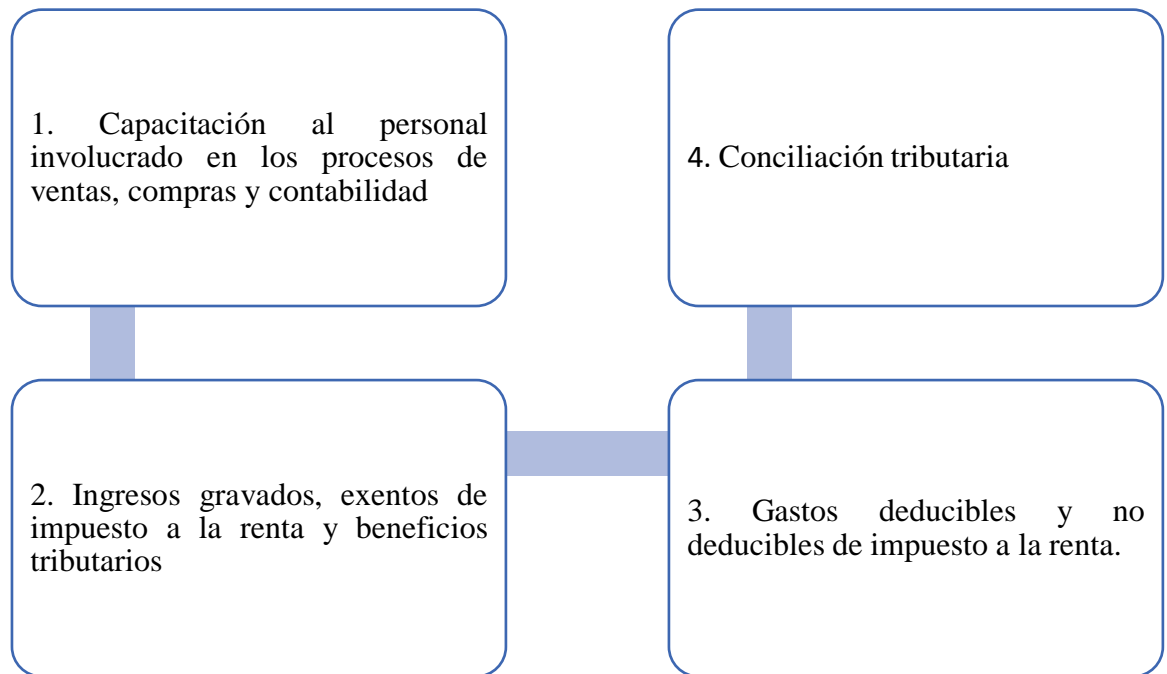 1. Capacitación al personal
involucrado en los procesos de
ventas, compras y contabilidad
2. Ingresos gravados, exentos de
impuesto a la renta y beneficios
tributarios
3. Gastos deducibles y no
deducibles de impuesto a la renta.
4. Conciliación tributaria